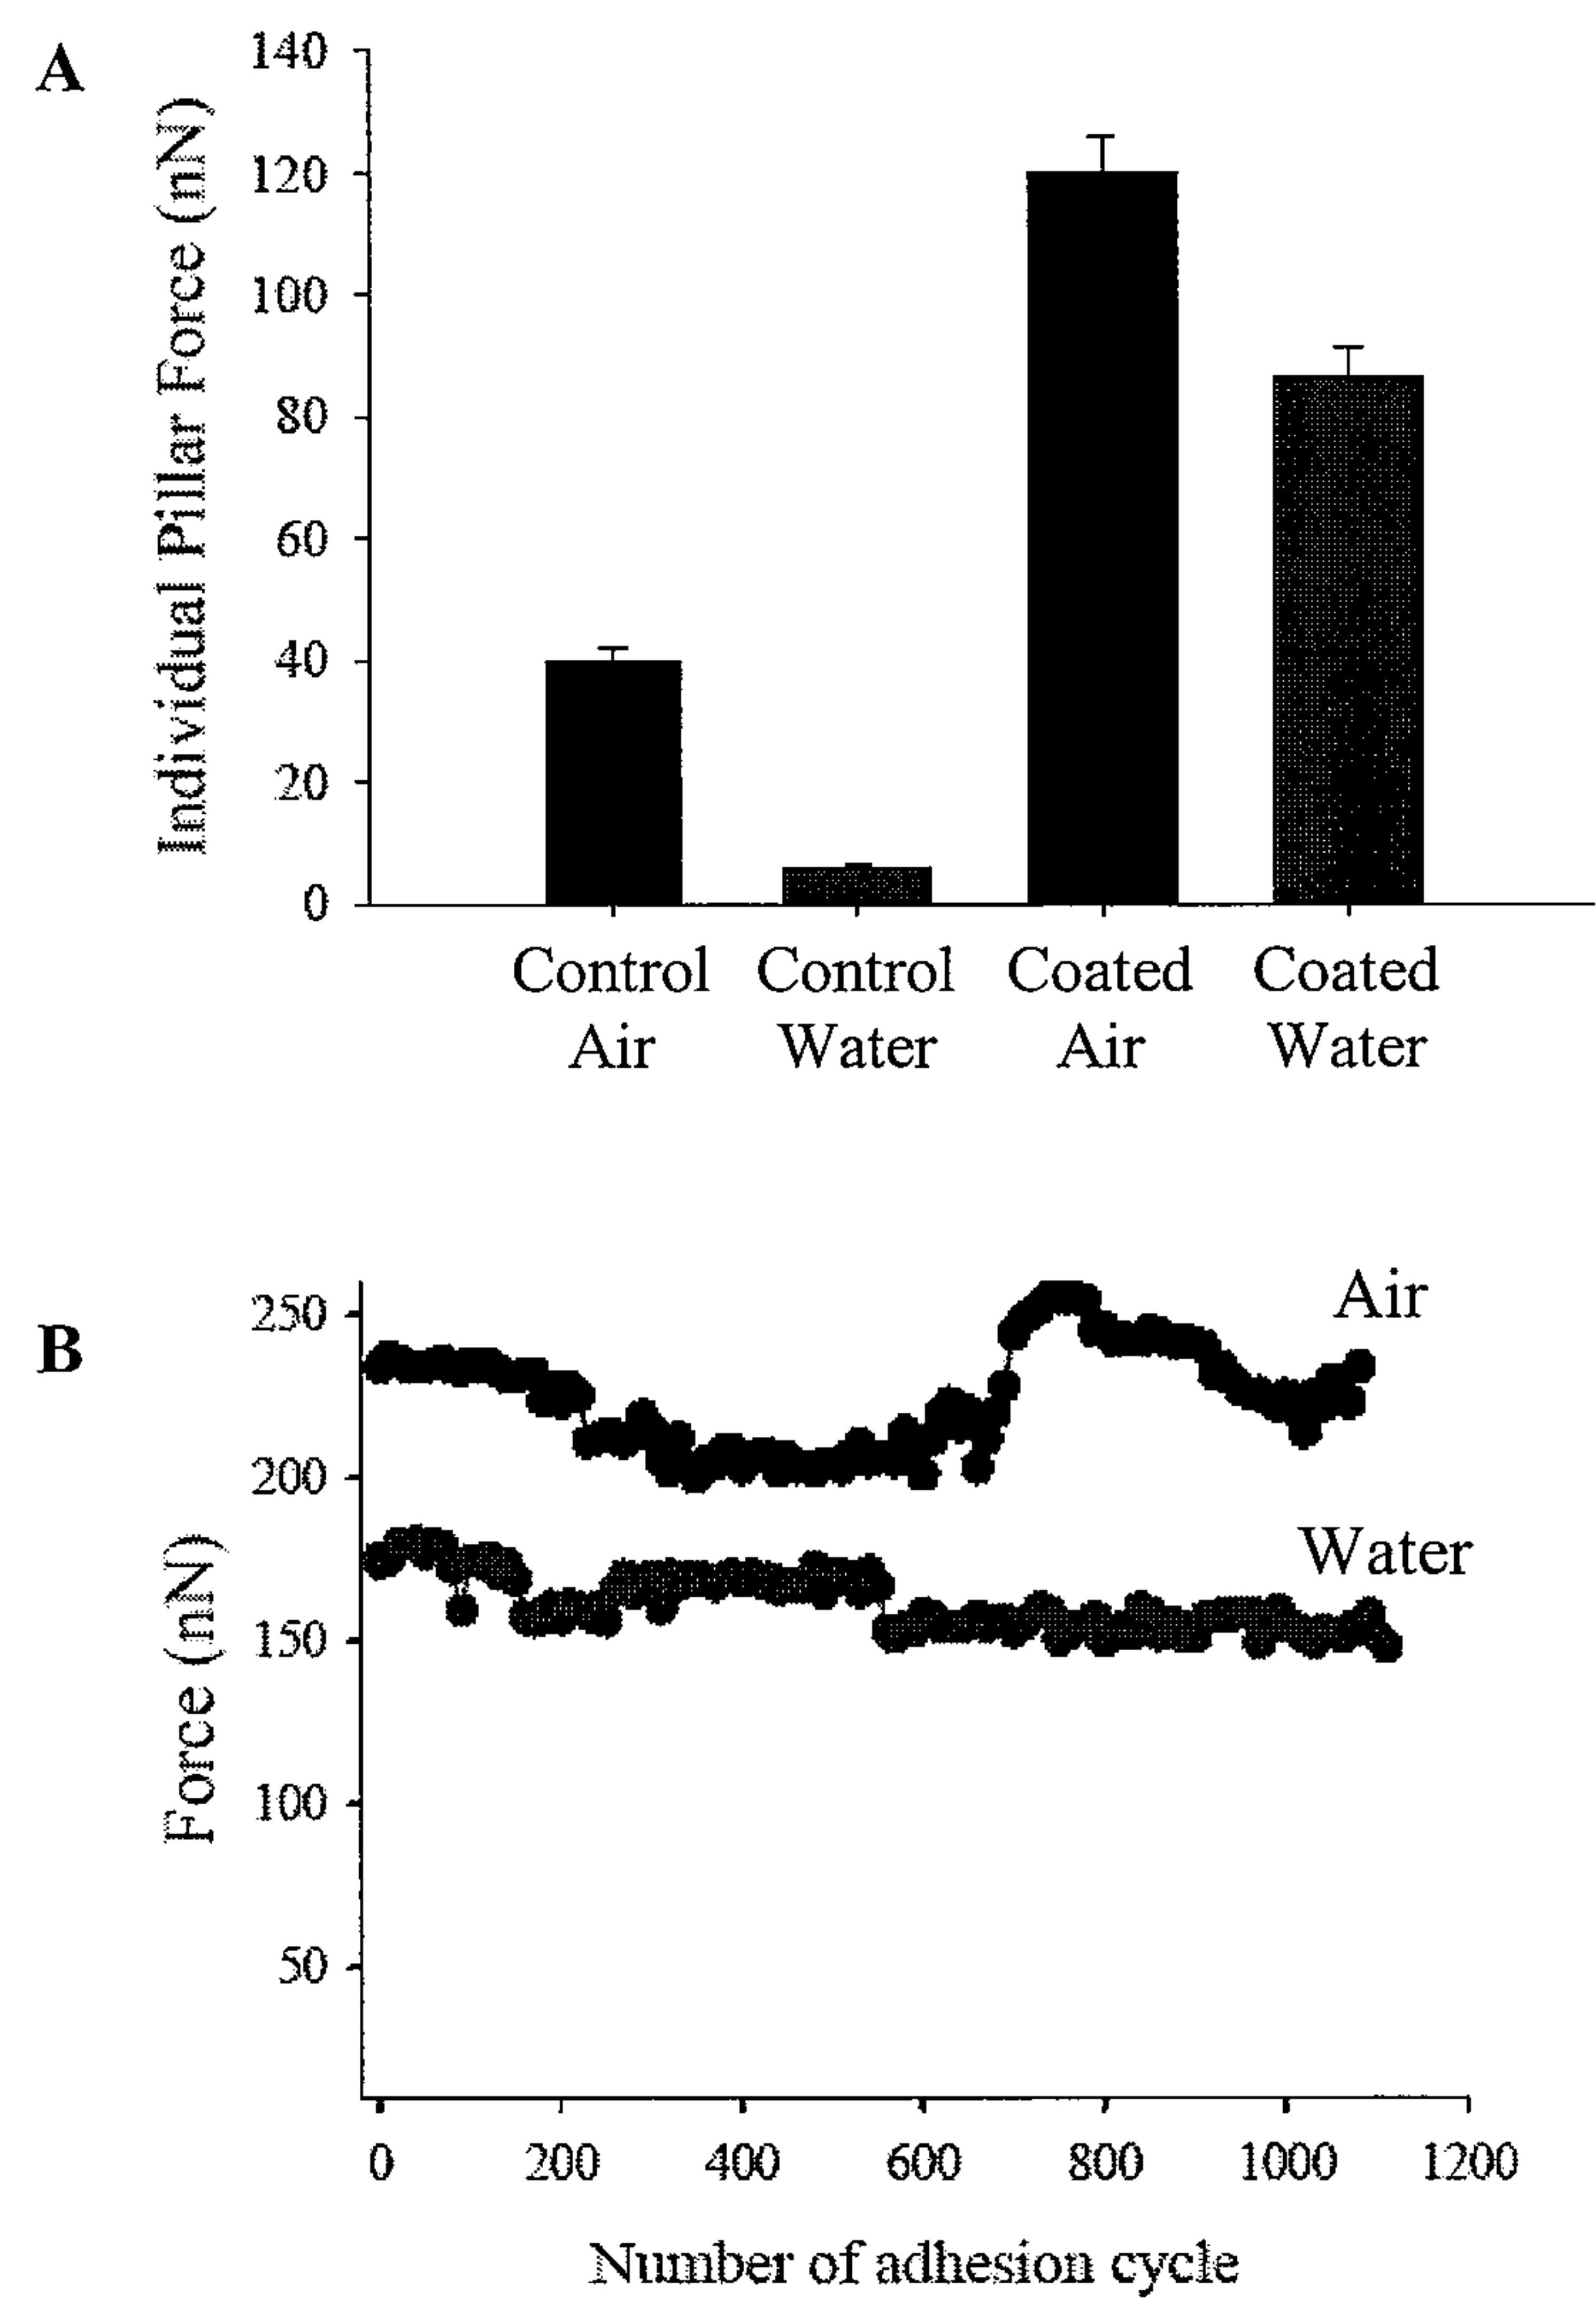 A
Individual Pillar Force (nN)
140
120
100
80
60
40
20
0
Control Control Coated Coated
Air Water Air Water
B
Force (nN)
250
200
150
100
50
Air
Water
0 200 400 600 800 1000 1200
Number of adhesion cycle